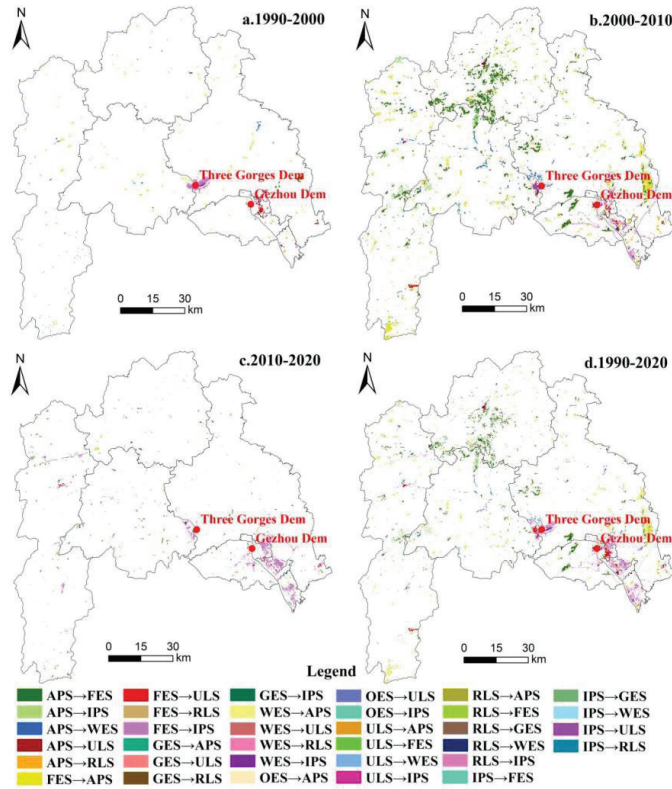 N
a.1990-2000
Three Gorges Dem
Gezhou Dem
0 15 30
km
N
b.2000-2010
Three Gorges Dem
Gezhou Dem
0 15 30
km
N
c.2010-2020
Three Gorges Dem
Gezhou Dem
0 15 30
km
N
d.1990-2020
Three Gorges Dem
Gezhou Dem
0 15 30
km
Legend
APS→FES FES→ULS GES→IPS OES→ULS RLS→APS IPS→GES
APS→IPS FES→RLS WES→APS OES→IPS RLS→FES IPS→WES
APS→WES FES→IPS WES→ULS ULS→APS RLS→GES IPS→ULS
APS→ULS GES→APS WES→RLS ULS→FES RLS→WES IPS→RLS
APS→RLS GES→ULS WES→IPS ULS→WES RLS→IPS
FES→APS GES→RLS OES→APS ULS→IPS IPS→FES